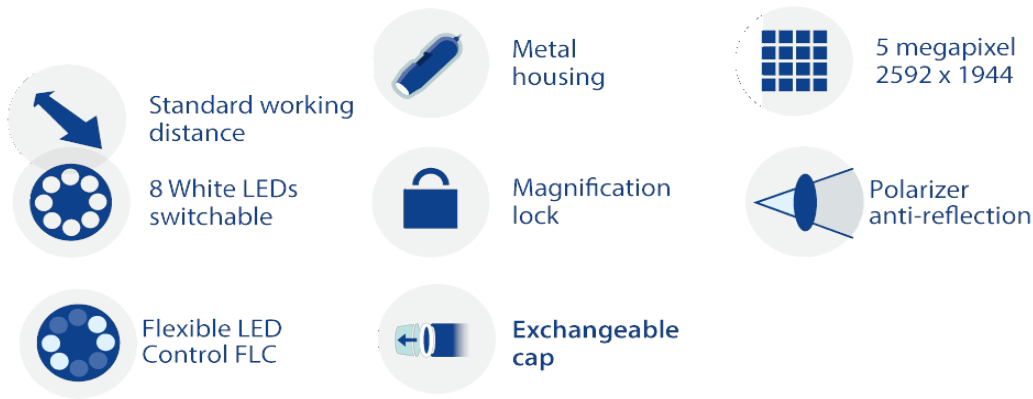 Metal
housing
5 megapixel
2592 x 1944
Standard working
distance
8 White LEDs
switchable
Magnification
lock
Polarizer
anti-reflection
Flexible LED
Control FLC
Exchangeable
cap